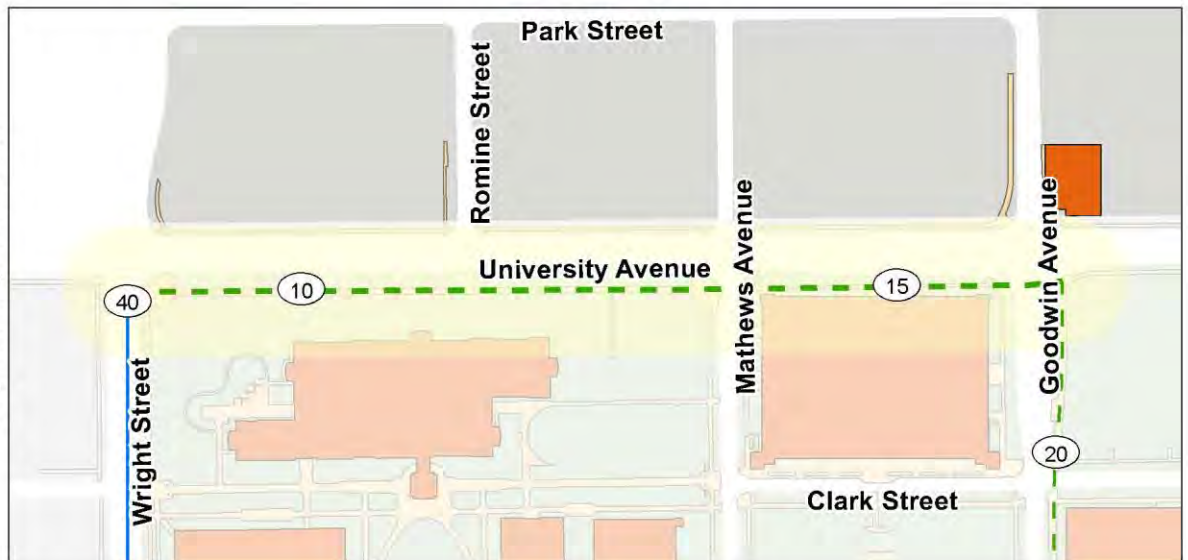 Park Street
Romine Street
University Avenue
Mathews Avenue
Goodwin Avenue
40
10
15
Wright Street
20
Clark Street